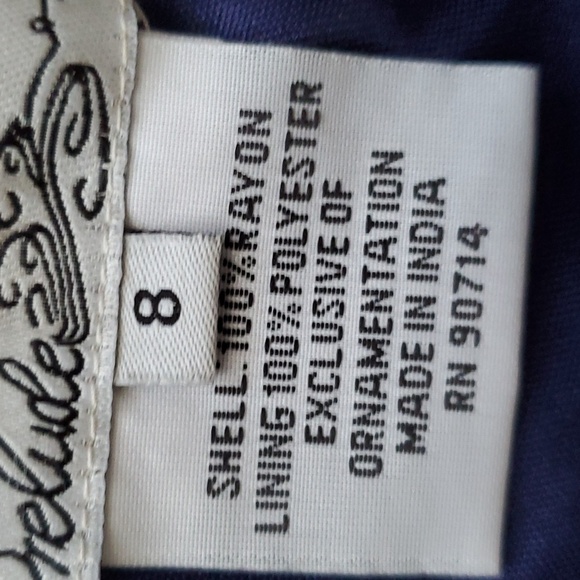 Prelude
8
SHELL: 100% RAYON
LINING 100% POLYESTER
EXCLUSIVE OF
ORNAMENTATION
MADE IN INDIA
RN 90714